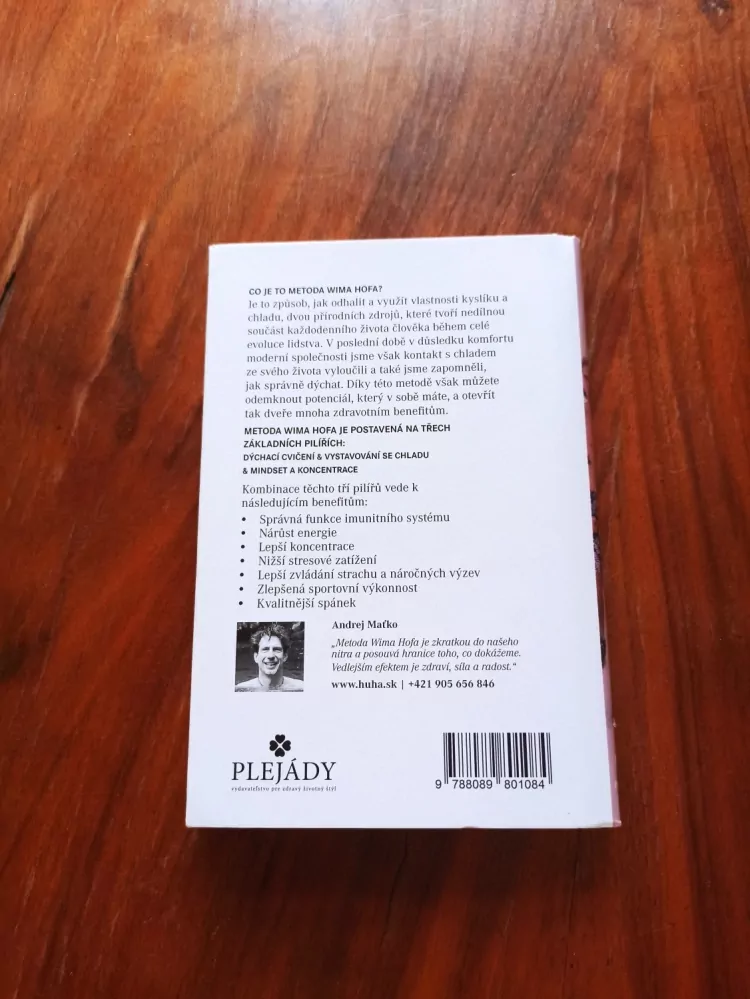 CO JE TO METODA WIMA HOFA?
Je to způsob, jak odhalit a využít vlastnosti kyslíku a
chladu, dvou přírodních zdrojů, které tvoří nedílnou
součást každodenního života člověka během celé
evoluce lidstva. V poslední době v důsledku komfortu
moderní společnosti jsme však kontakt s chladem
ze svého života vyloučili a také jsme zapomněli,
jak správně dýchat. Díky této metodě však můžete
odemknout potenciál, který v sobě máte, a otevřít
tak dveře mnoha zdravotním benefitům.
METODA WIMA HOFA JE POSTAVENÁ NA TŘECH
ZÁKLADNÍCH PILÍŘÍCH:
DÝCHACÍ CVIČENÍ & VYSTAVOVÁNÍ SE CHLADU
& MINDSET A KONCENTRACE
Kombinace těchto tří pilířů vede k
následujícím benefitům:
• Správná funkce imunitního systému
• Nárůst energie
• Lepší koncentrace
• Nižší stresové zatížení
• Lepší zvládání strachu a náročných výzev
• Zlepšená sportovní výkonnost
• Kvalitnější spánek
Andrej Maťko
„Metoda Wima Hofa je zkratkou do našeho
nitra a posouvá hranice toho, co dokážeme.
Vedlejším efektem je zdraví, síla a radost.“
www.huha.sk | +421 905 656 846
PLEJÁDY
vydavateľstvo pre zdravý životný štýl
9 788089 801084